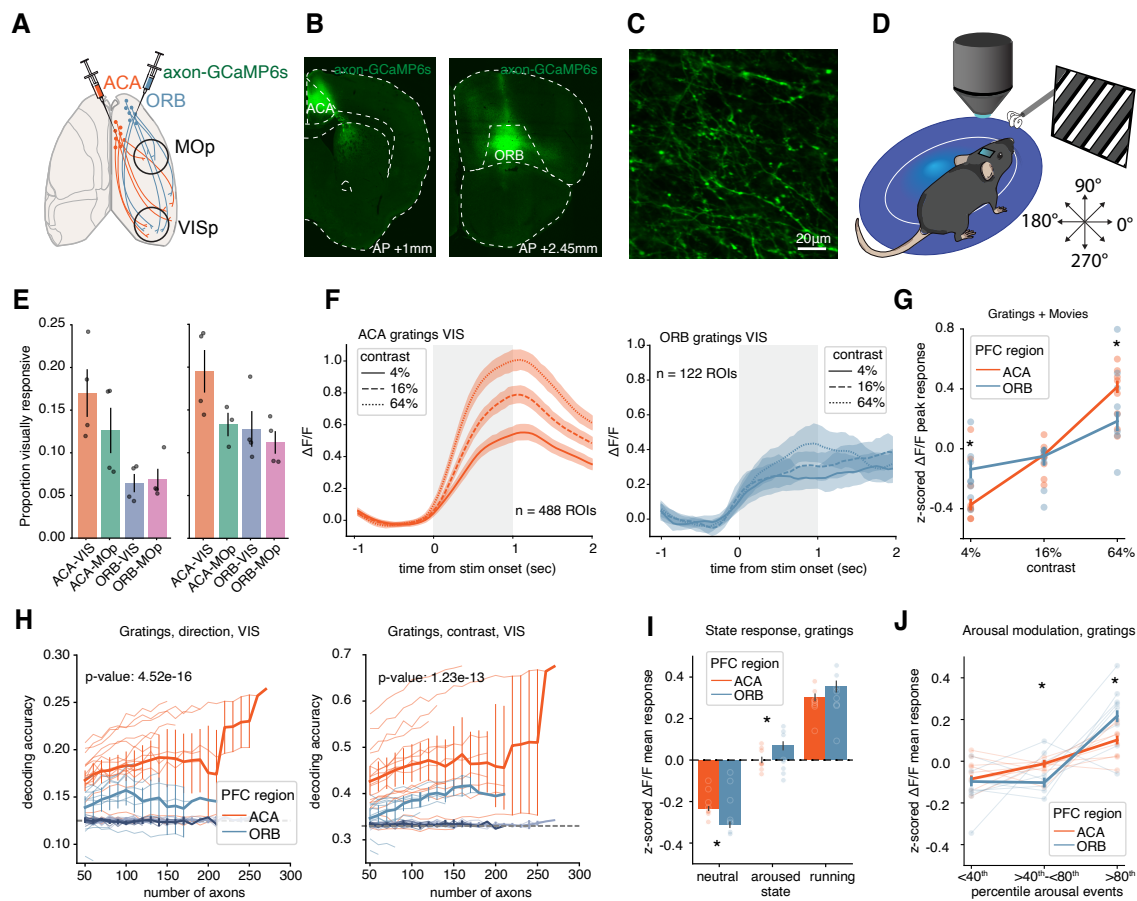 A
ACA
axon-GCaMP6s
ORB
MOp
VISp
B
axon-GCaMP6s
ACA
AP +1mm
axon-GCaMP6s
ORB
AP +2.45mm
C
20μm
D
90°
180°
0°
270°
E
Proportion visually responsive
0.25
0.20
0.15
0.10
0.05
0.00
ACA-VIS
ACA-MOp
ORB-VIS
ORB-MOp
ACA-VIS
ACA-MOp
ORB-VIS
ORB-MOp
F
ACA gratings VIS
contrast
4%
16%
64%
ΔF/F
1.0
0.8
0.6
0.4
0.2
0.0
n = 488 ROIs
-1
0
1
2
time from stim onset (sec)
ORB gratings VIS
n = 122 ROIs
contrast
4%
16%
64%
ΔF/F
1.0
0.8
0.6
0.4
0.2
0.0
-1
0
1
2
time from stim onset (sec)
G
Gratings + Movies
PFC region
ACA
ORB
z-scored ΔF/F peak response
0.8
0.4
0.0
-0.4
*
*
4%
16%
64%
contrast
H
Gratings, direction, VIS
p-value: 4.52e-16
decoding accuracy
0.30
0.25
0.20
0.15
0.10
PFC region
ACA
ORB
50
100
150
200
250
300
number of axons
Gratings, contrast, VIS
p-value: 1.23e-13
decoding accuracy
0.7
0.6
0.5
0.4
0.3
50
100
150
200
250
300
number of axons
I
State response, gratings
PFC region
ACA
ORB
z-scored ΔF/F mean response
0.4
0.2
0.0
-0.2
-0.4
*
*
neutral
aroused
running
state
J
Arousal modulation, gratings
z-scored ΔF/F mean response
0.4
0.2
0.0
-0.2
-0.4
*
*
PFC region
ACA
ORB
<40th
>40th-<80th
>80th
percentile arousal events